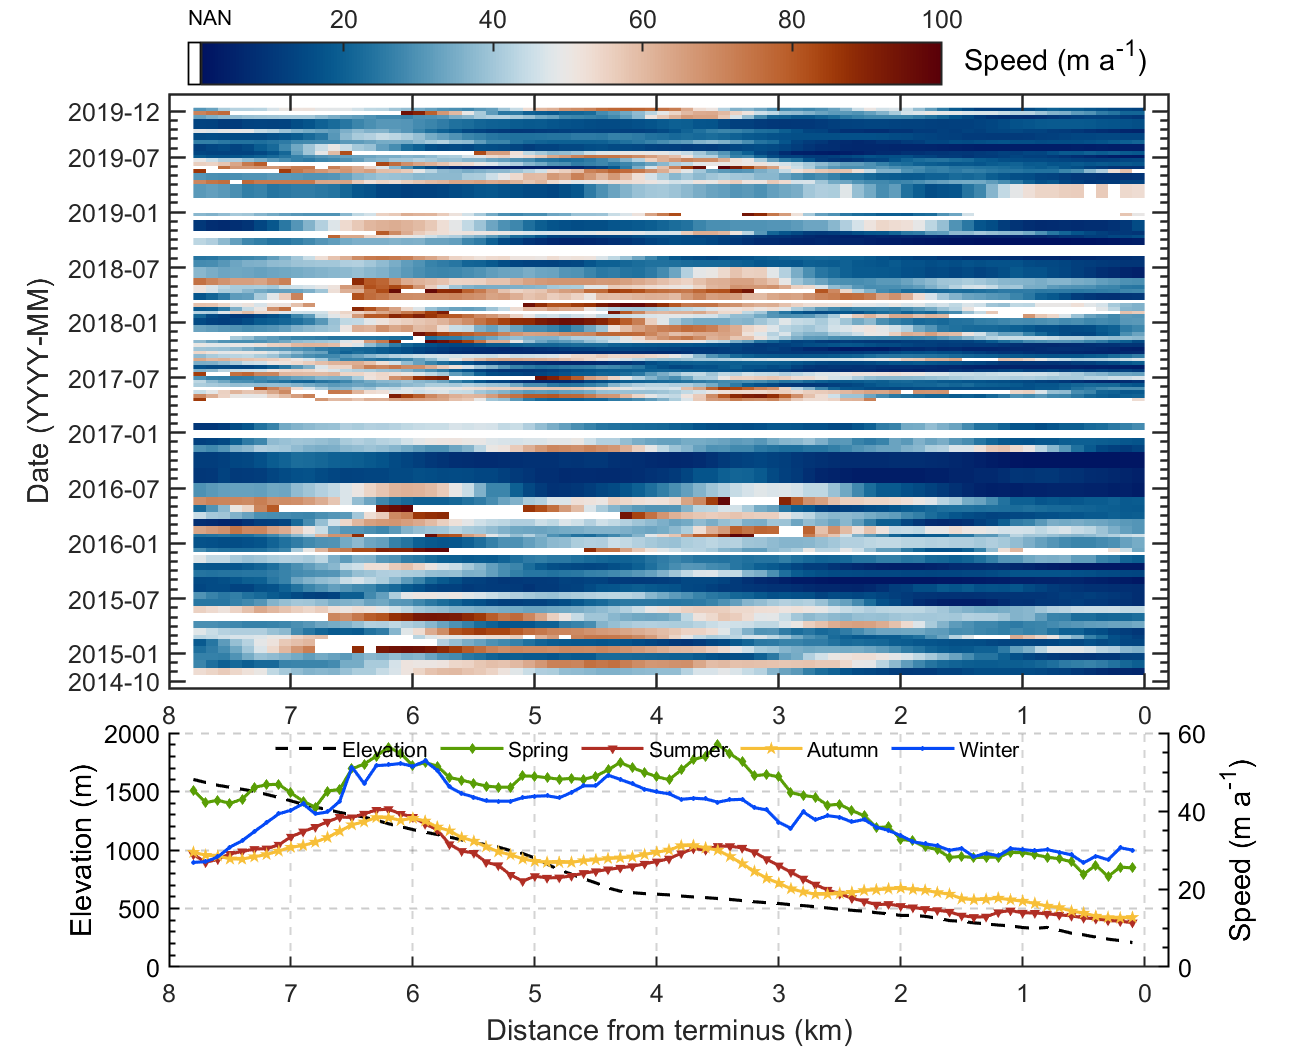 NAN 20 40 60 80 100
Speed (m a-1)
Date (YYYY-MM)
2019-12
2019-07
2019-01
2018-07
2018-01
2017-07
2017-01
2016-07
2016-01
2015-07
2015-01
2014-10
8 7 6 5 4 3 2 1 0
Elevation Spring Summer Autumn Winter
Elevation (m)
2000
1500
1000
500
0
60
40
20
0
Speed (m a-1)
8 7 6 5 4 3 2 1 0
Distance from terminus (km)